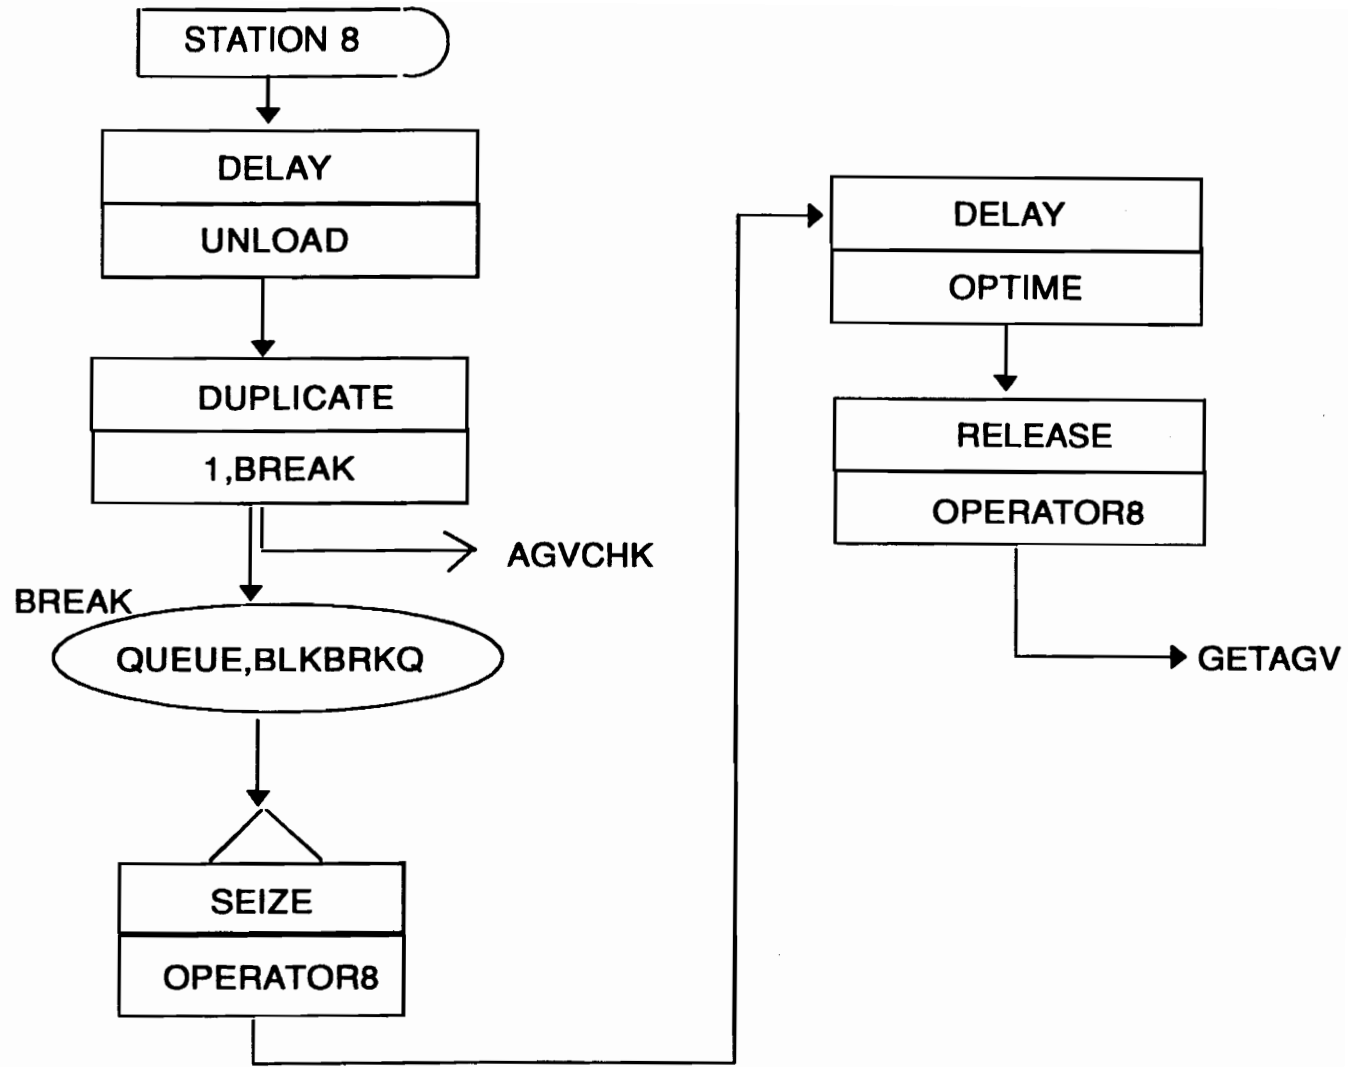 STATION 8
DELAY
UNLOAD
DUPLICATE
1,BREAK
AGVCHK
BREAK
QUEUE,BLKBRKQ
SEIZE
OPERATOR8
DELAY
OPTIME
RELEASE
OPERATOR8
GETAGV